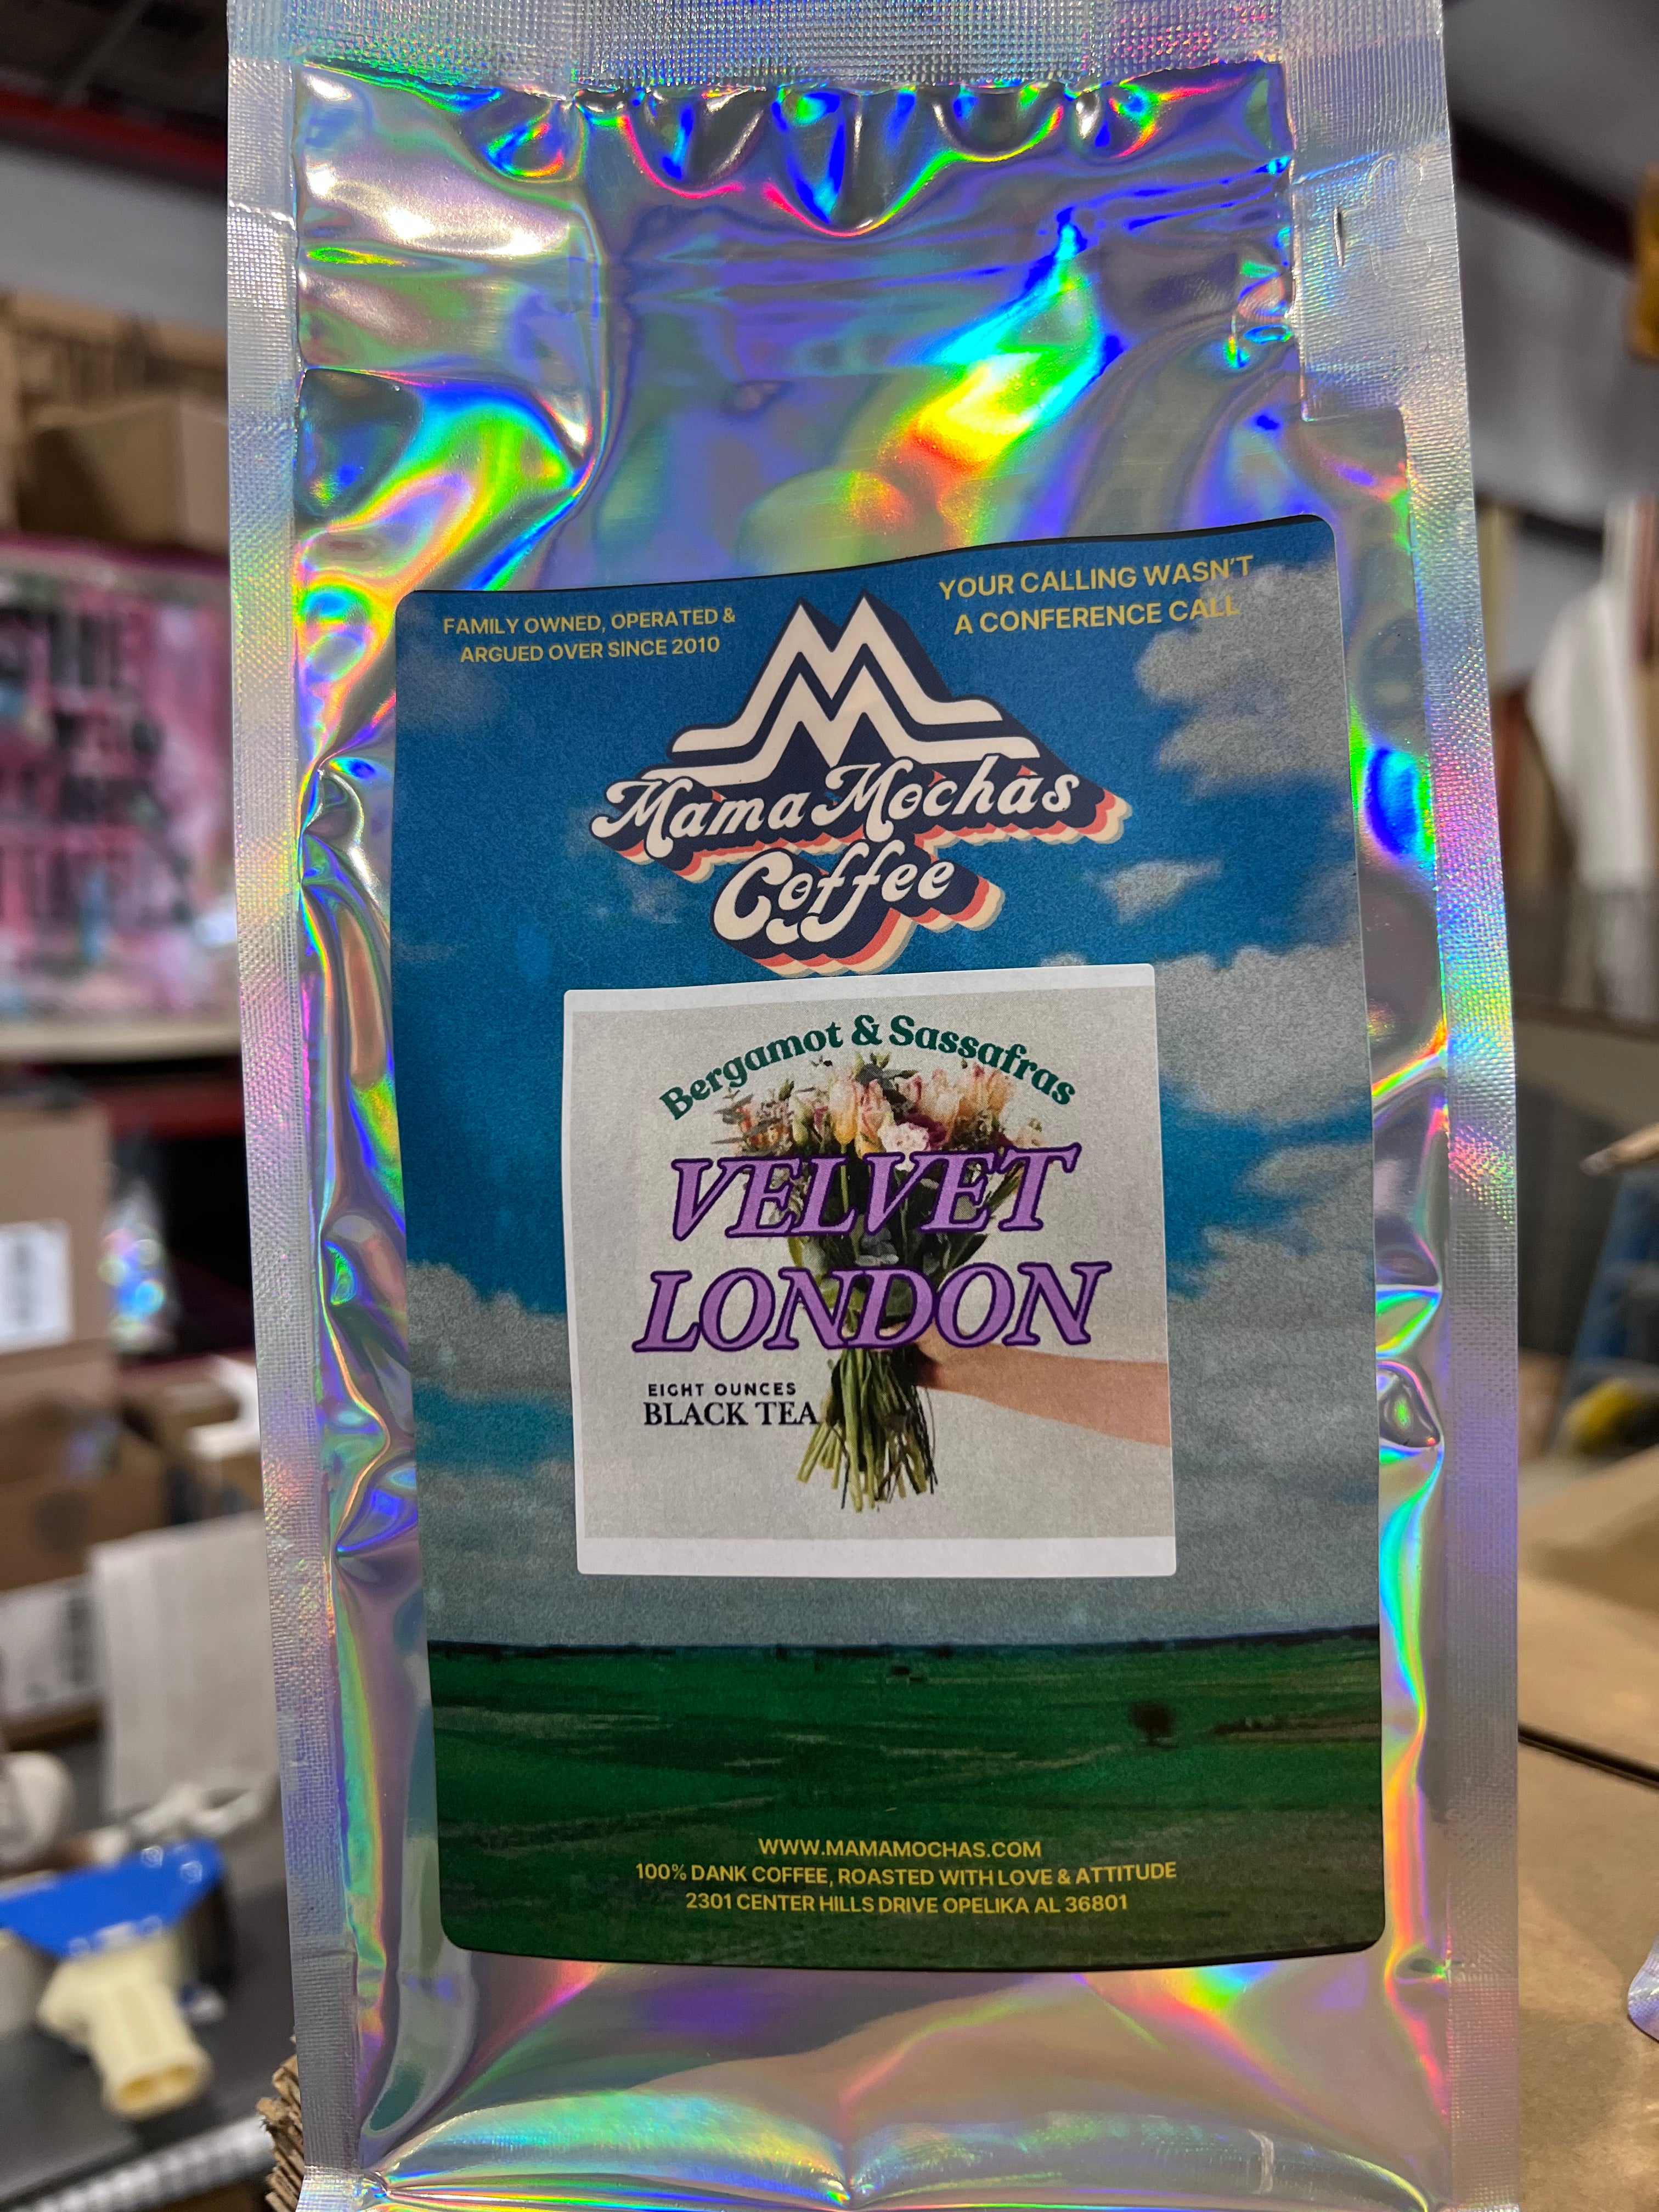 FAMILY OWNED, OPERATED &
ARGUED OVER SINCE 2010
YOUR CALLING WASN'T
A CONFERENCE CALL
Mama Mochas
Coffee
Bergamot & Sassafras
VELVET
LONDON
EIGHT OUNCES
BLACK TEA
WWW.MAMAMOCHAS.COM
100% DANK COFFEE, ROASTED WITH LOVE & ATTITUDE
2301 CENTER HILLS DRIVE OPELIKA AL 36801